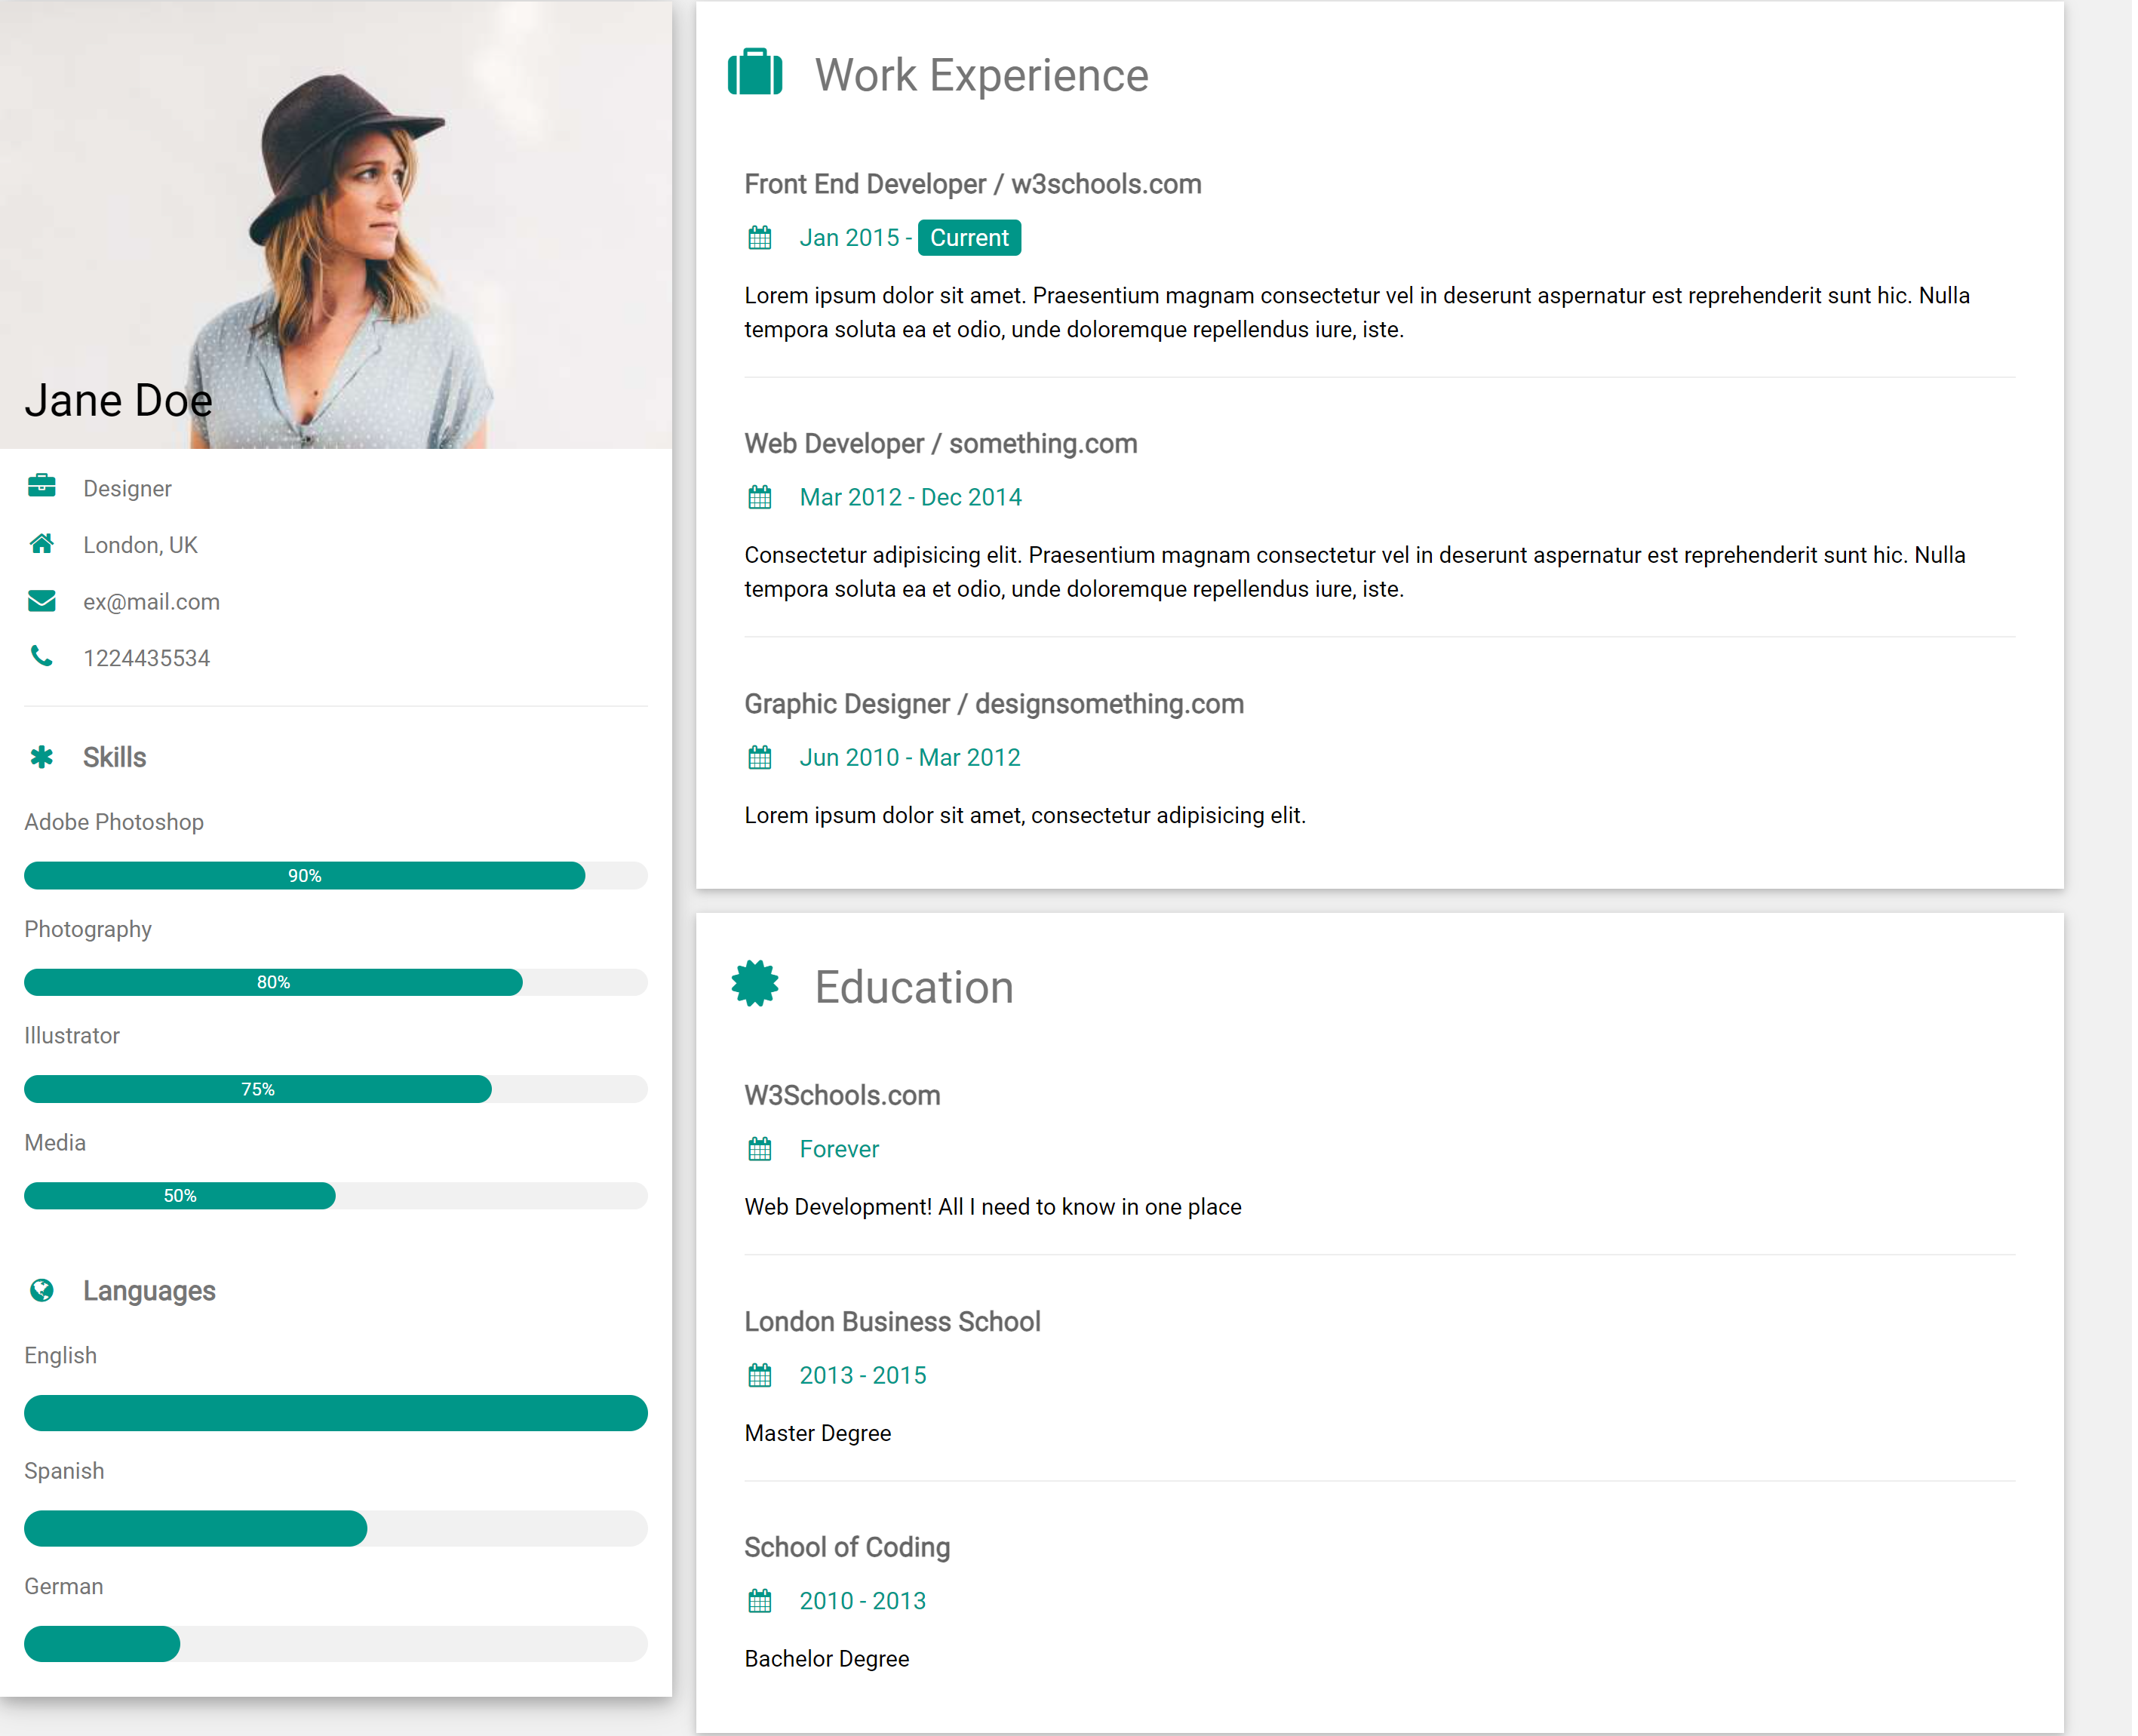 Jane Doe
Designer
London, UK
ex@mail.com
1224435534
Skills
Adobe Photoshop
90%
Photography
80%
Illustrator
75%
Media
50%
Languages
English
Spanish
German
Work Experience
Front End Developer / w3schools.com
Jan 2015 - Current
Lorem ipsum dolor sit amet. Praesentium magnam consectetur vel in deserunt aspernatur est reprehenderit sunt hic. Nulla
tempora soluta ea et odio, unde doloremque repellendus iure, iste.
Web Developer / something.com
Mar 2012 - Dec 2014
Consectetur adipisicing elit. Praesentium magnam consectetur vel in deserunt aspernatur est reprehenderit sunt hic. Nulla
tempora soluta ea et odio, unde doloremque repellendus iure, iste.
Graphic Designer / designsomething.com
Jun 2010 - Mar 2012
Lorem ipsum dolor sit amet, consectetur adipisicing elit.
Education
W3Schools.com
Forever
Web Development! All I need to know in one place
London Business School
2013 - 2015
Master Degree
School of Coding
2010 - 2013
Bachelor Degree